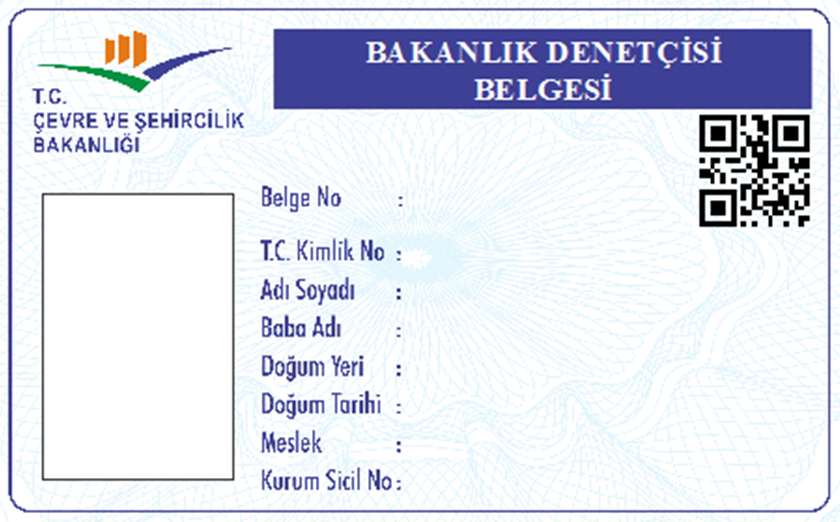 T.C.
ÇEVRE VE ŞEHİRCİLİK
BAKANLIĞI
BAKANLIK DENETÇİSİ
BELGESİ
Belge No :
T.C. Kimlik No :
Adı Soyadı :
Baba Adı :
Doğum Yeri :
Doğum Tarihi :
Meslek :
Kurum Sicil No :